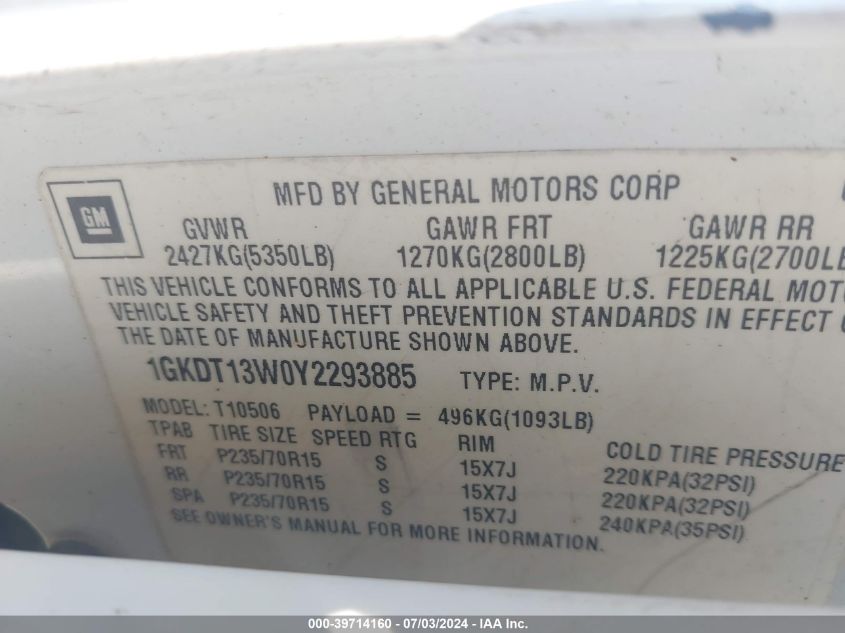 GM
MFD BY GENERAL MOTORS CORP
GVWR GAWR FRT GAWR RR
2427KG(5350LB) 1270KG(2800LB) 1225KG(2700LB
THIS VEHICLE CONFORMS TO ALL APPLICABLE U.S. FEDERAL MOT
VEHICLE SAFETY AND THEFT PREVENTION STANDARDS IN EFFECT
THE DATE OF MANUFACTURE SHOWN ABOVE.
1GKDT13W0Y2293885 TYPE: M.P.V.
MODEL: T10506 PAYLOAD = 496KG(1093LB)
TPAB TIRE SIZE SPEED RTG RIM COLD TIRE PRESSURE
FRT P235/70R15 S 15X7J 220KPA(32PSI)
RR P235/70R15 S 15X7J 220KPA(32PSI)
SPA P235/70R15 S 15X7J 240KPA(35PSI)
SEE OWNER'S MANUAL FOR MORE INFORMATION.
000-39714160 - 07/03/2024 - IAA Inc.